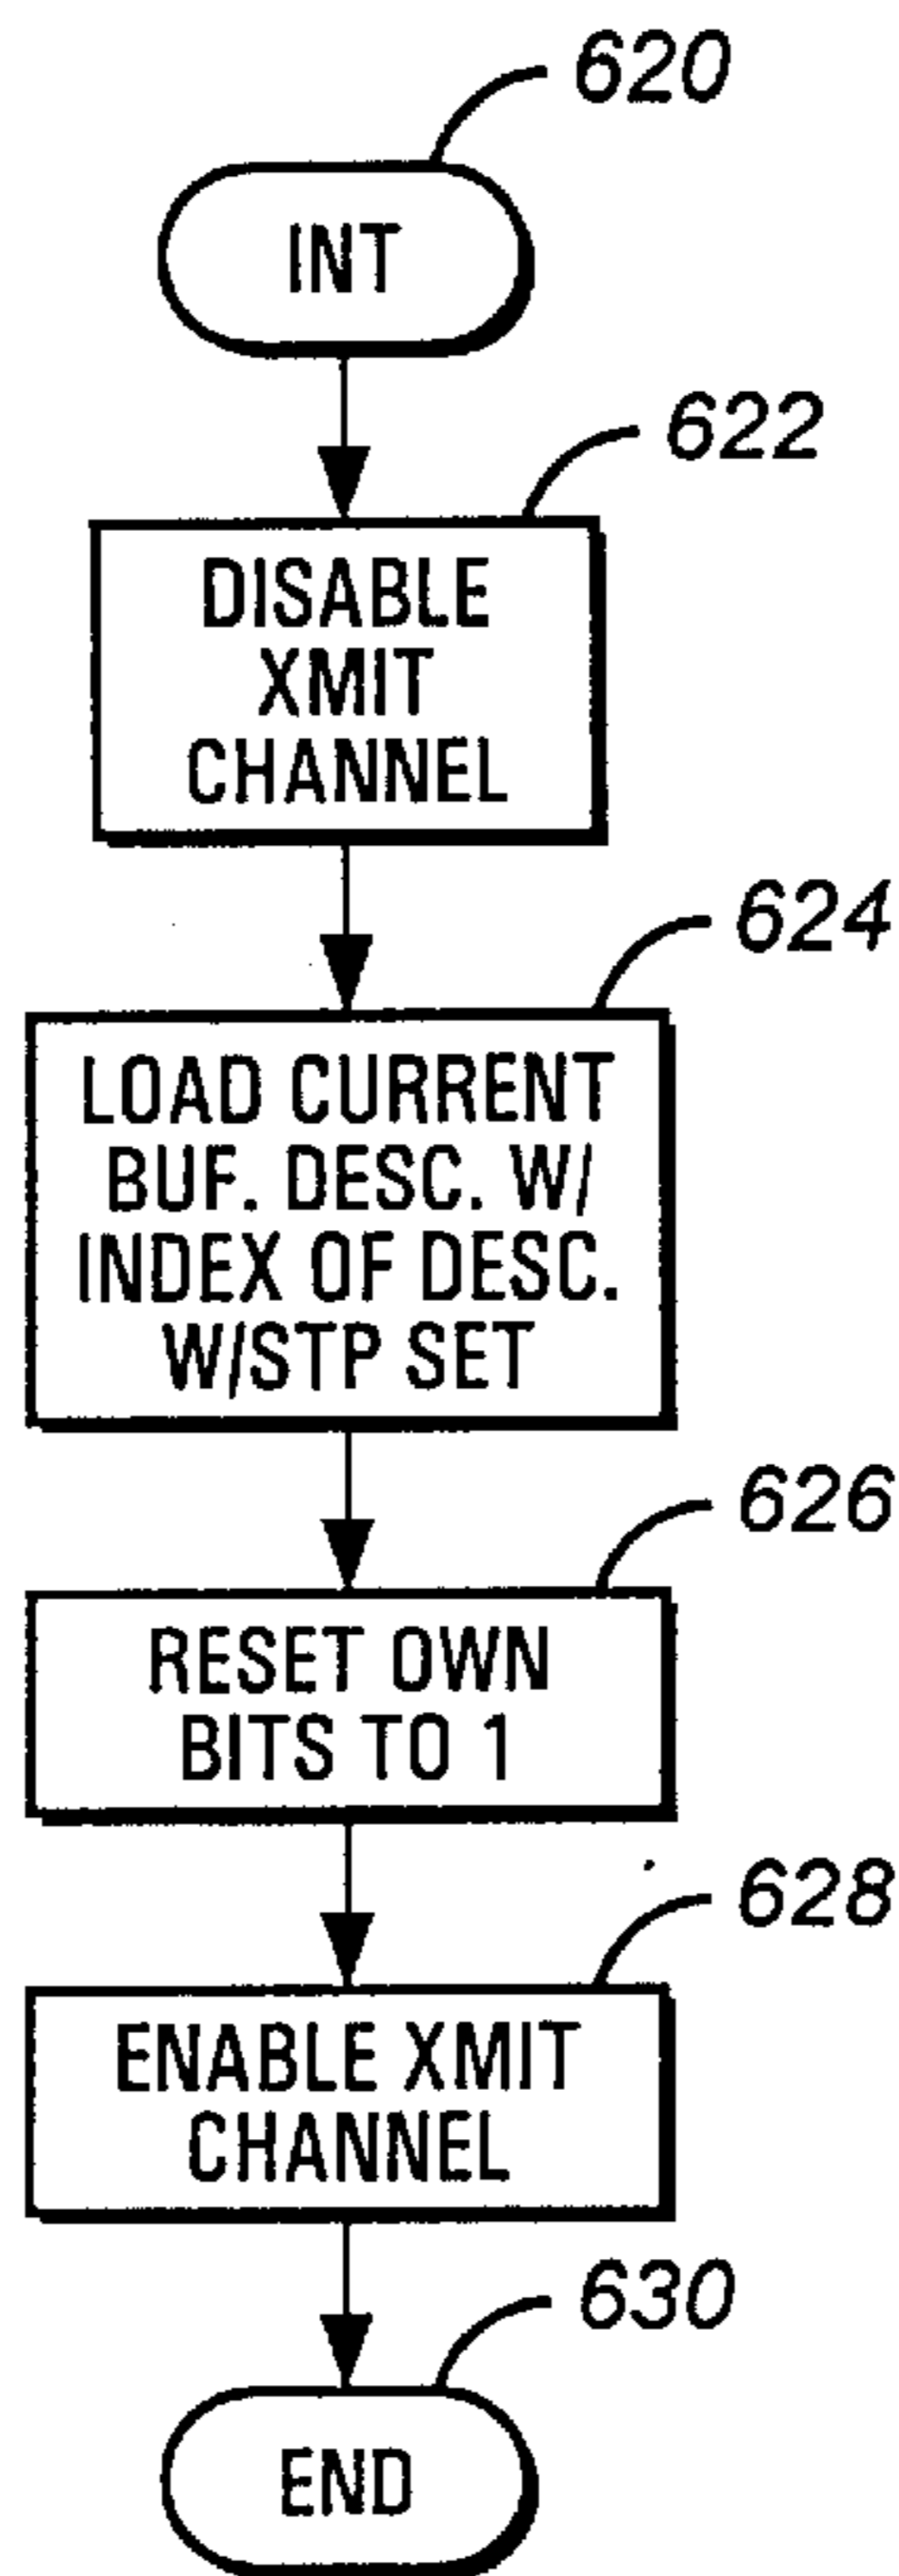 620
INT
622
DISABLE
XMIT
CHANNEL
624
LOAD CURRENT
BUF. DESC. W/
INDEX OF DESC.
W/STP SET
626
RESET OWN
BITS TO 1
628
ENABLE XMIT
CHANNEL
630
END